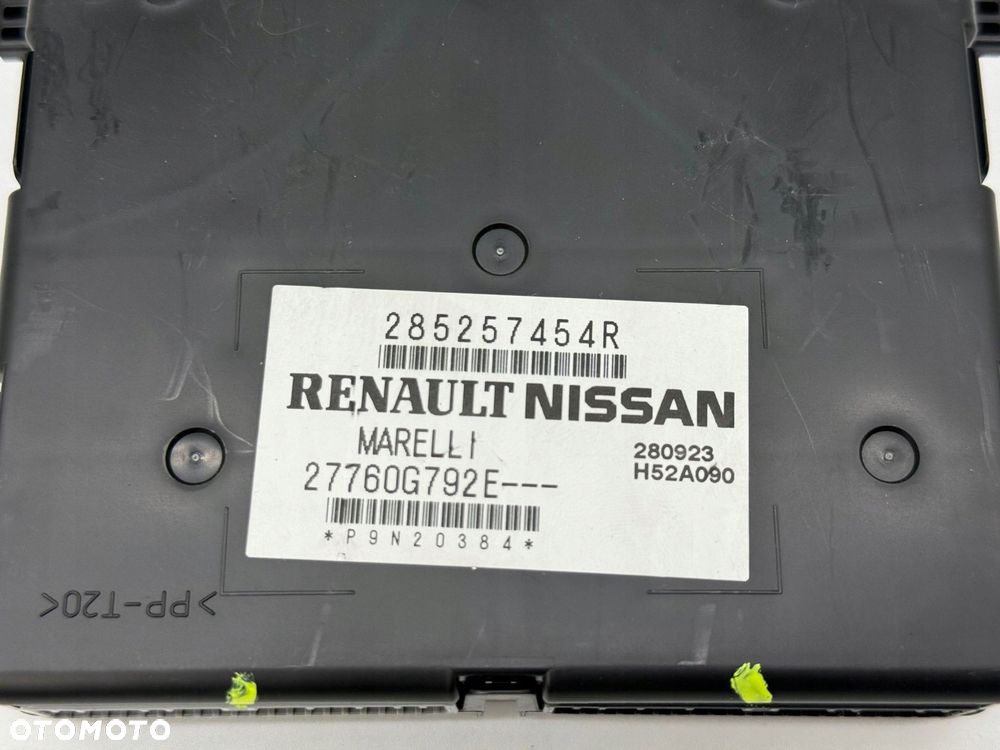 285257454R
RENAULT NISSAN
MARELLI
280923
27760G792E---
H52A090
*P9N20384*
>PP-T20<
OTOMOTO